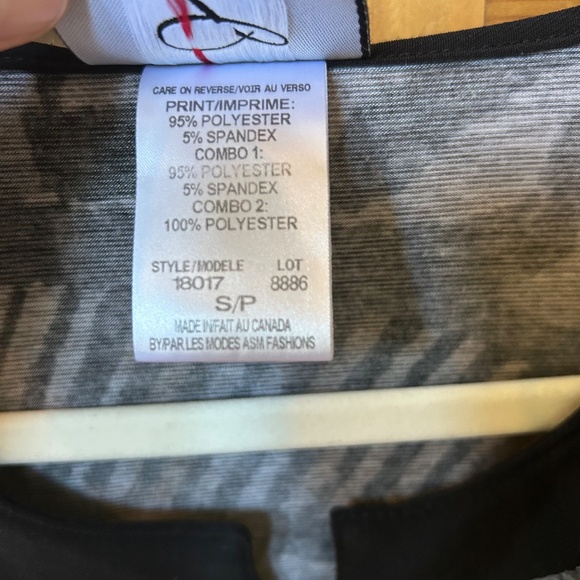 CARE ON REVERSE/VOIR AU VERSO
PRINT/IMPRIME:
95% POLYESTER
5% SPANDEX
COMBO 1:
95% POLYESTER
5% SPANDEX
COMBO 2:
100% POLYESTER
STYLE/MODELE LOT
18017 8886
S/P
MADE IN/FAIT AU CANADA
BY/PAR LES MODES ASM FASHIONS